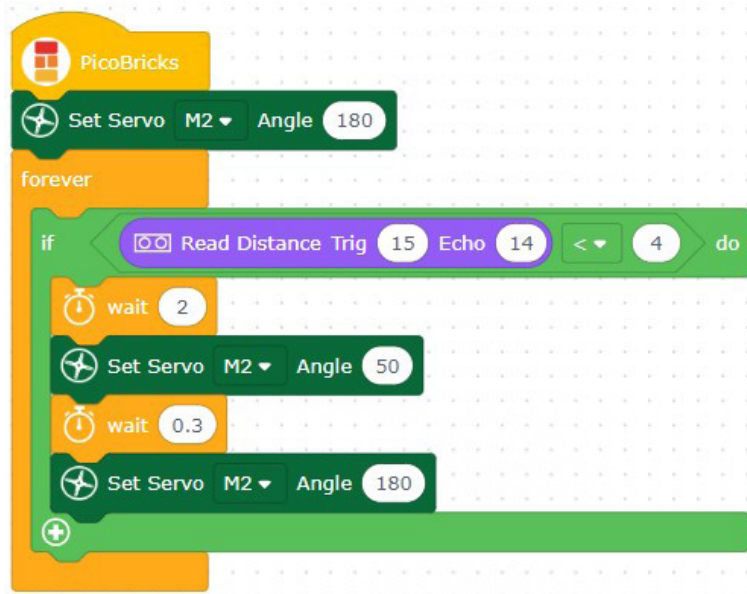 PicoBricks
Set Servo M2 Angle 180
forever
if Read Distance Trig 15 Echo 14 < 4 do
wait 2
Set Servo M2 Angle 50
wait 0.3
Set Servo M2 Angle 180